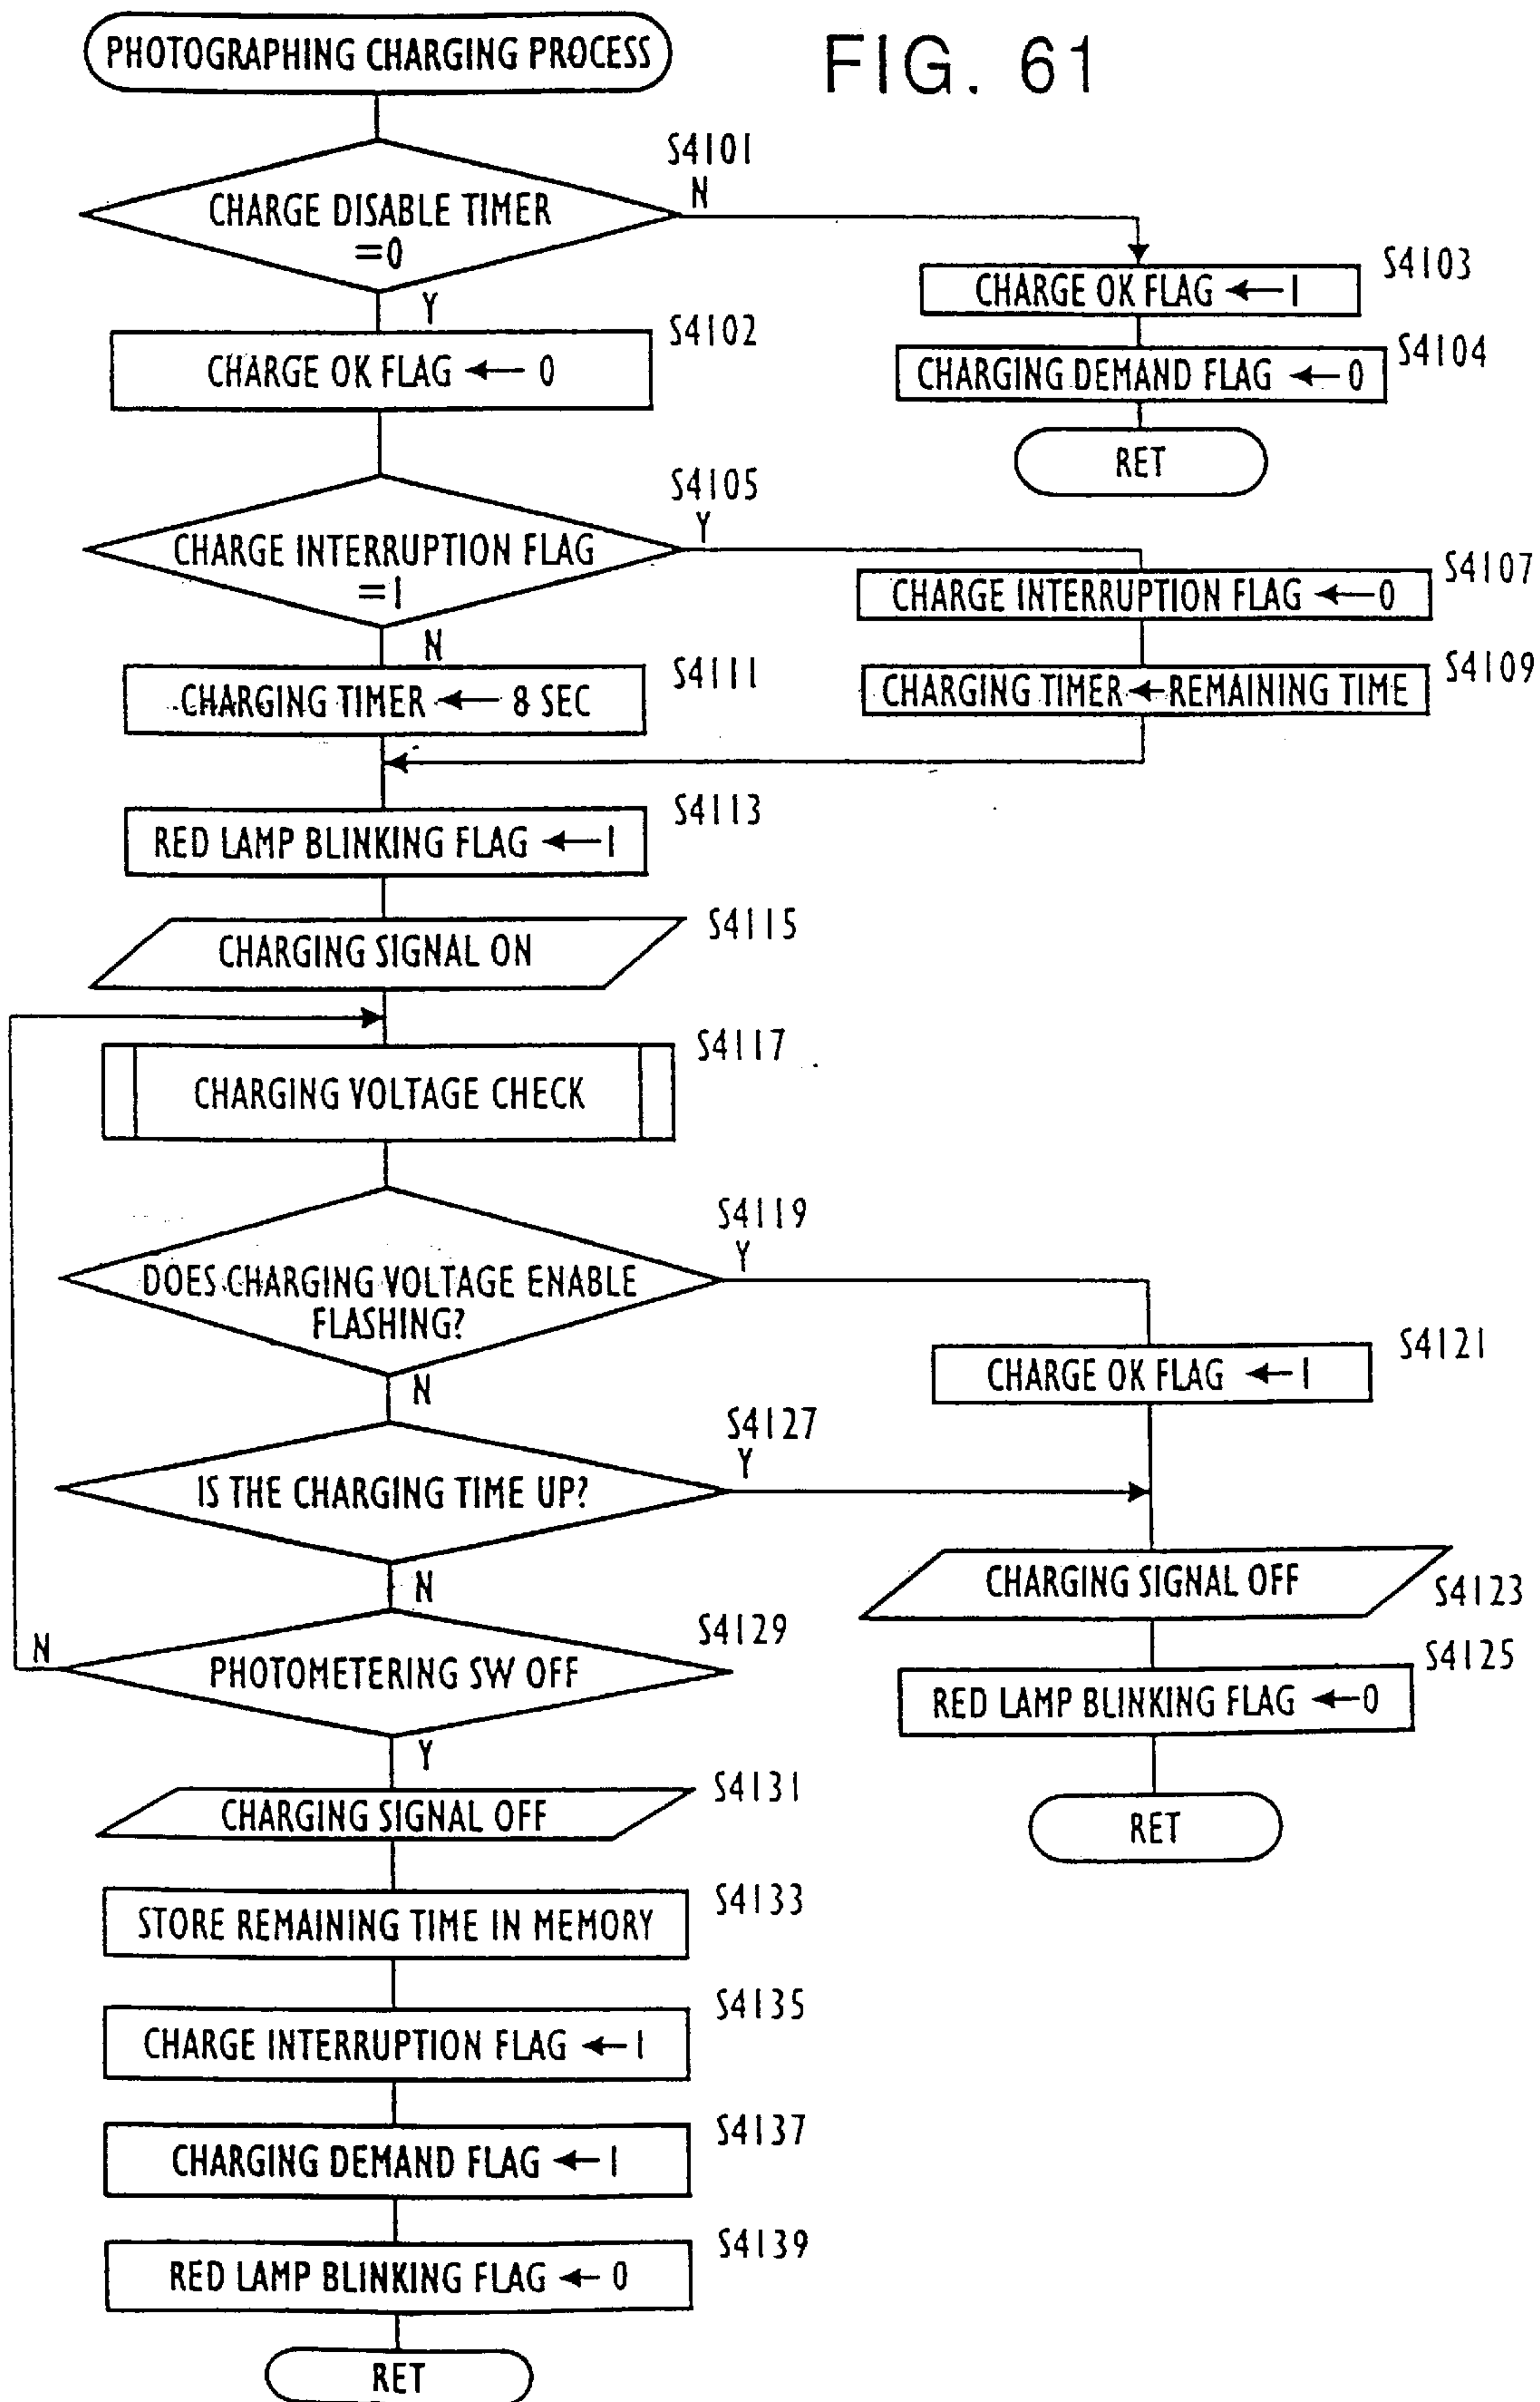 PHOTOGRAPHING CHARGING PROCESS
FIG. 61
S4101
N
CHARGE DISABLE TIMER
=0
Y
S4103
CHARGE OK FLAG ← 1
S4102
CHARGE OK FLAG ← 0
S4104
CHARGING DEMAND FLAG ← 0
RET
S4105
Y
CHARGE INTERRUPTION FLAG
=1
N
S4107
CHARGE INTERRUPTION FLAG ← 0
S4111
CHARGING TIMER ← 8 SEC
S4109
CHARGING TIMER ← REMAINING TIME
S4113
RED LAMP BLINKING FLAG ← 1
S4115
CHARGING SIGNAL ON
S4117
CHARGING VOLTAGE CHECK
S4119
Y
DOES CHARGING VOLTAGE ENABLE
FLASHING?
N
S4121
CHARGE OK FLAG ← 1
S4127
Y
IS THE CHARGING TIME UP?
N
CHARGING SIGNAL OFF
S4123
S4129
N
PHOTOMETERING SW OFF
Y
S4125
RED LAMP BLINKING FLAG ← 0
RET
S4131
CHARGING SIGNAL OFF
S4133
STORE REMAINING TIME IN MEMORY
S4135
CHARGE INTERRUPTION FLAG ← 1
S4137
CHARGING DEMAND FLAG ← 1
S4139
RED LAMP BLINKING FLAG ← 0
RET